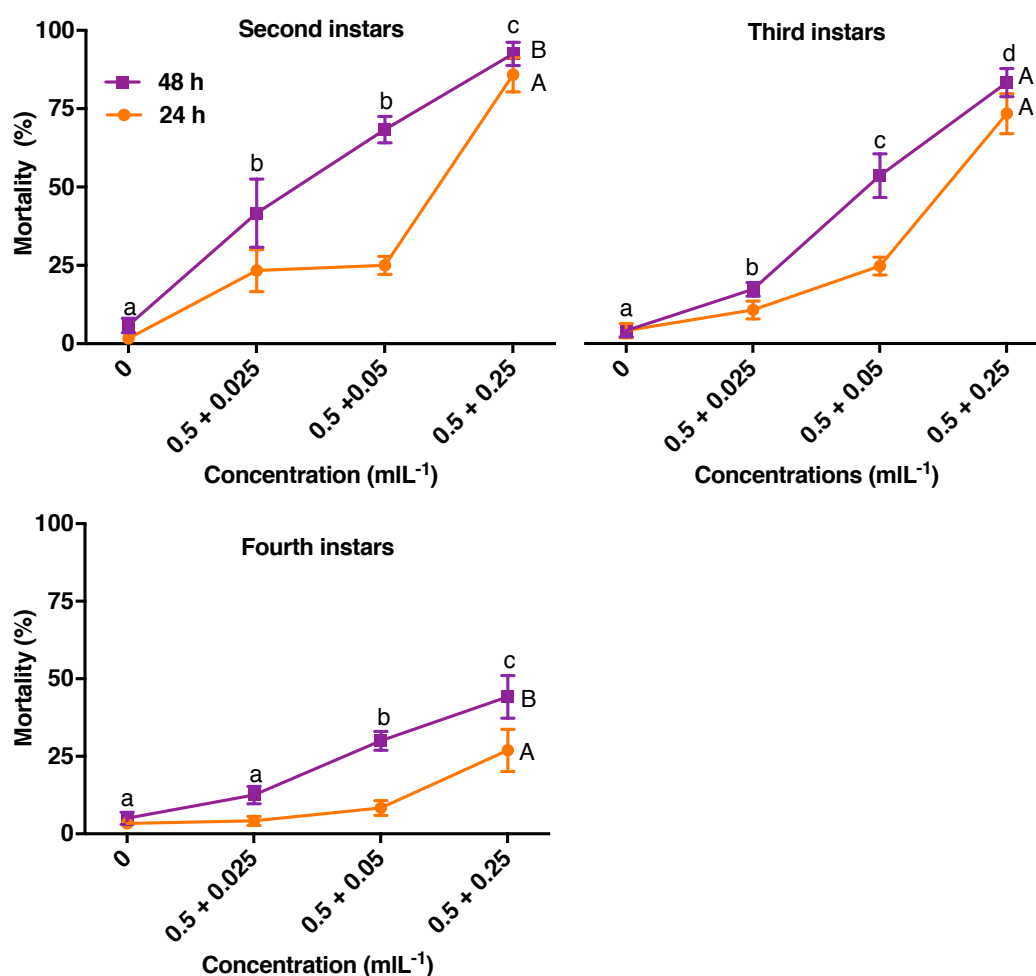 Second instars
100
75
50
25
0
Mortality (%)
48 h
24 h
a
b
b
c
B
A
0
0.5 + 0.025
0.5 +0.05
0.5 + 0.25
Concentration (mlL-1)
Third instars
a
b
c
d
A
A
0
0.5 + 0.025
0.5 + 0.05
0.5 + 0.25
Concentrations (mlL-1)
Fourth instars
100
75
50
25
0
Mortality (%)
a
a
b
c
B
A
0
0.5 + 0.025
0.5 + 0.05
0.5 + 0.25
Concentration (mlL-1)